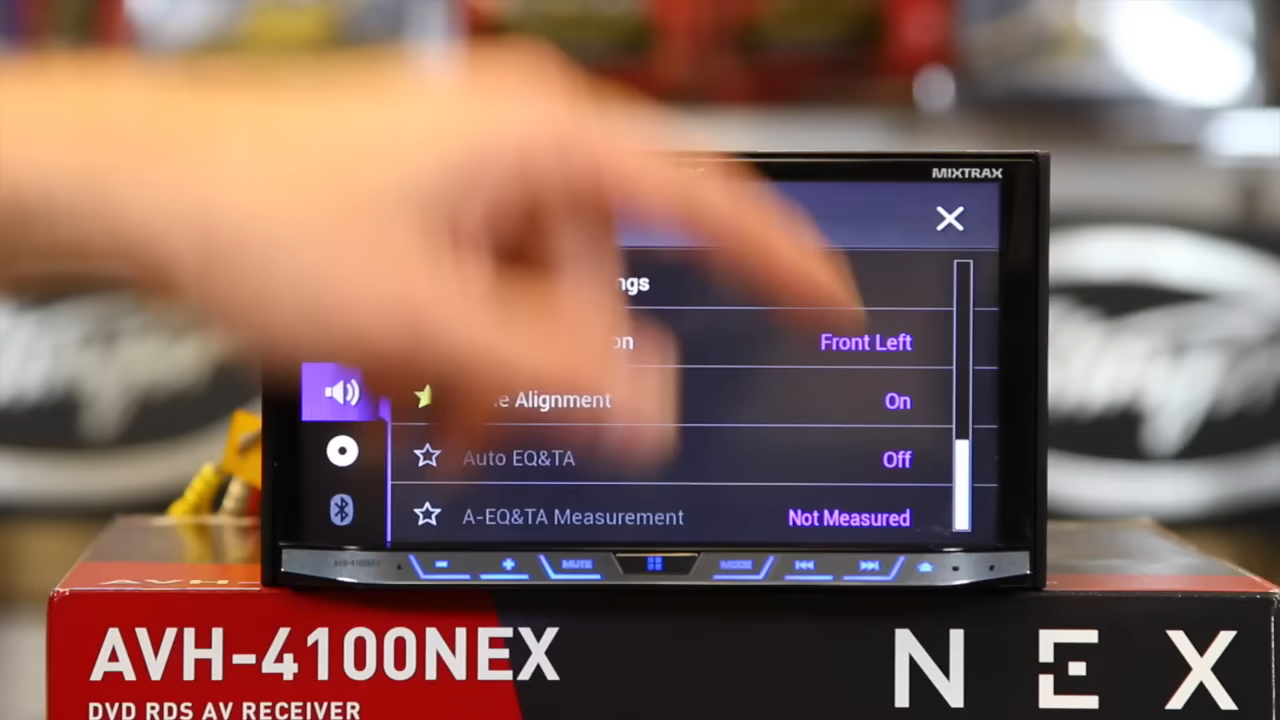 MIXTRAX
ngs
on Front Left
e Alignment On
Auto EQ&TA Off
A-EQ&TA Measurement Not Measured
MUTE MODE
AVH-
AVH-4100NEX NEX
DVD RDS AV RECEIVER